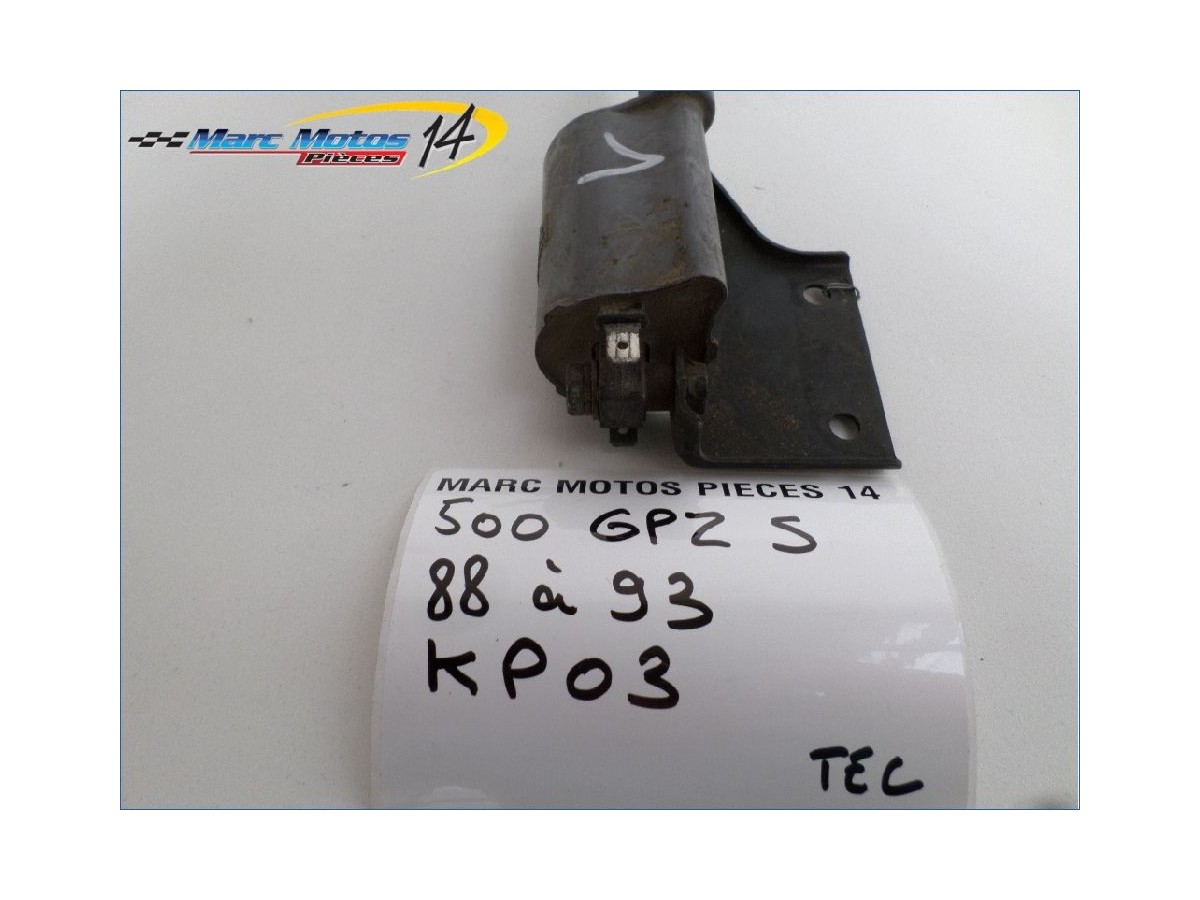 Marc Motos 14
Pièces
MARC MOTOS PIECES 14
500 GPZ S
88 à 93
KP03
TEC